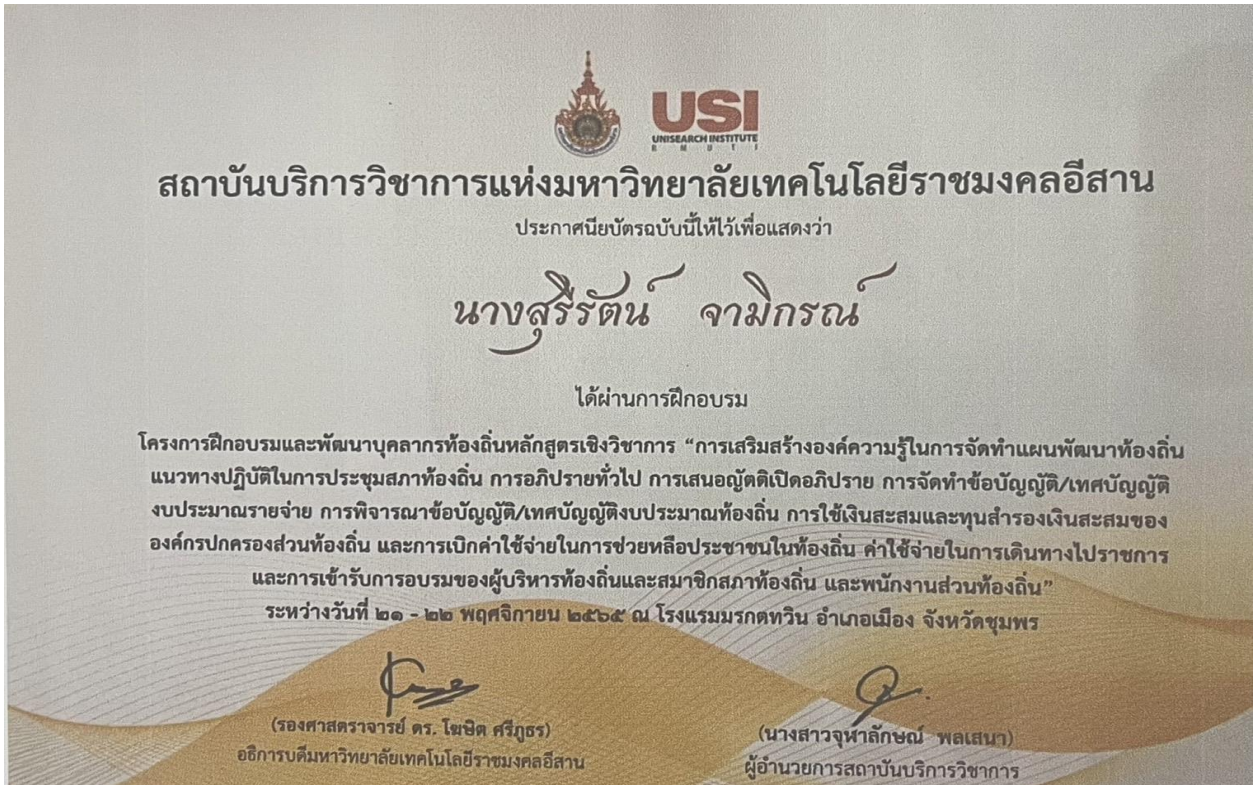 USI
UNISEARCH INSTITUTE
R M U T I
สถาบันบริการวิชาการแห่งมหาวิทยาลัยเทคโนโลยีราชมงคลอีสาน
ประกาศนียบัตรฉบับนี้ให้ไว้เพื่อแสดงว่า
นางสุรีรัตน์ จามิกรณ์
ได้ผ่านการฝึกอบรม
โครงการฝึกอบรมและพัฒนาบุคลากรท้องถิ่นหลักสูตรเชิงวิชาการ “การเสริมสร้างองค์ความรู้ในการจัดทำแผนพัฒนาท้องถิ่น
แนวทางปฏิบัติในการประชุมสภาท้องถิ่น การอภิปรายทั่วไป การเสนอญัตติเปิดอภิปราย การจัดทำข้อบัญญัติ/เทศบัญญัติ
งบประมาณรายจ่าย การพิจารณาข้อบัญญัติ/เทศบัญญัติงบประมาณท้องถิ่น การใช้เงินสะสมและทุนสำรองเงินสะสมของ
องค์กรปกครองส่วนท้องถิ่น และการเบิกค่าใช้จ่ายในการช่วยหลือประชาชนในท้องถิ่น ค่าใช้จ่ายในการเดินทางไปราชการ
และการเข้ารับการอบรมของผู้บริหารท้องถิ่นและสมาชิกสภาท้องถิ่น และพนักงานส่วนท้องถิ่น”
ระหว่างวันที่ ๒๑ - ๒๒ พฤศจิกายน ๒๕๖๕ ณ โรงแรมมรกตทวิน อำเภอเมือง จังหวัดชุมพร
(รองศาสตราจารย์ ดร. โฆษิต ศรีภูธร)
อธิการบดีมหาวิทยาลัยเทคโนโลยีราชมงคลอีสาน
(นางสาวจุฬาลักษณ์ พลเสนา)
ผู้อำนวยการสถาบันบริการวิชาการ